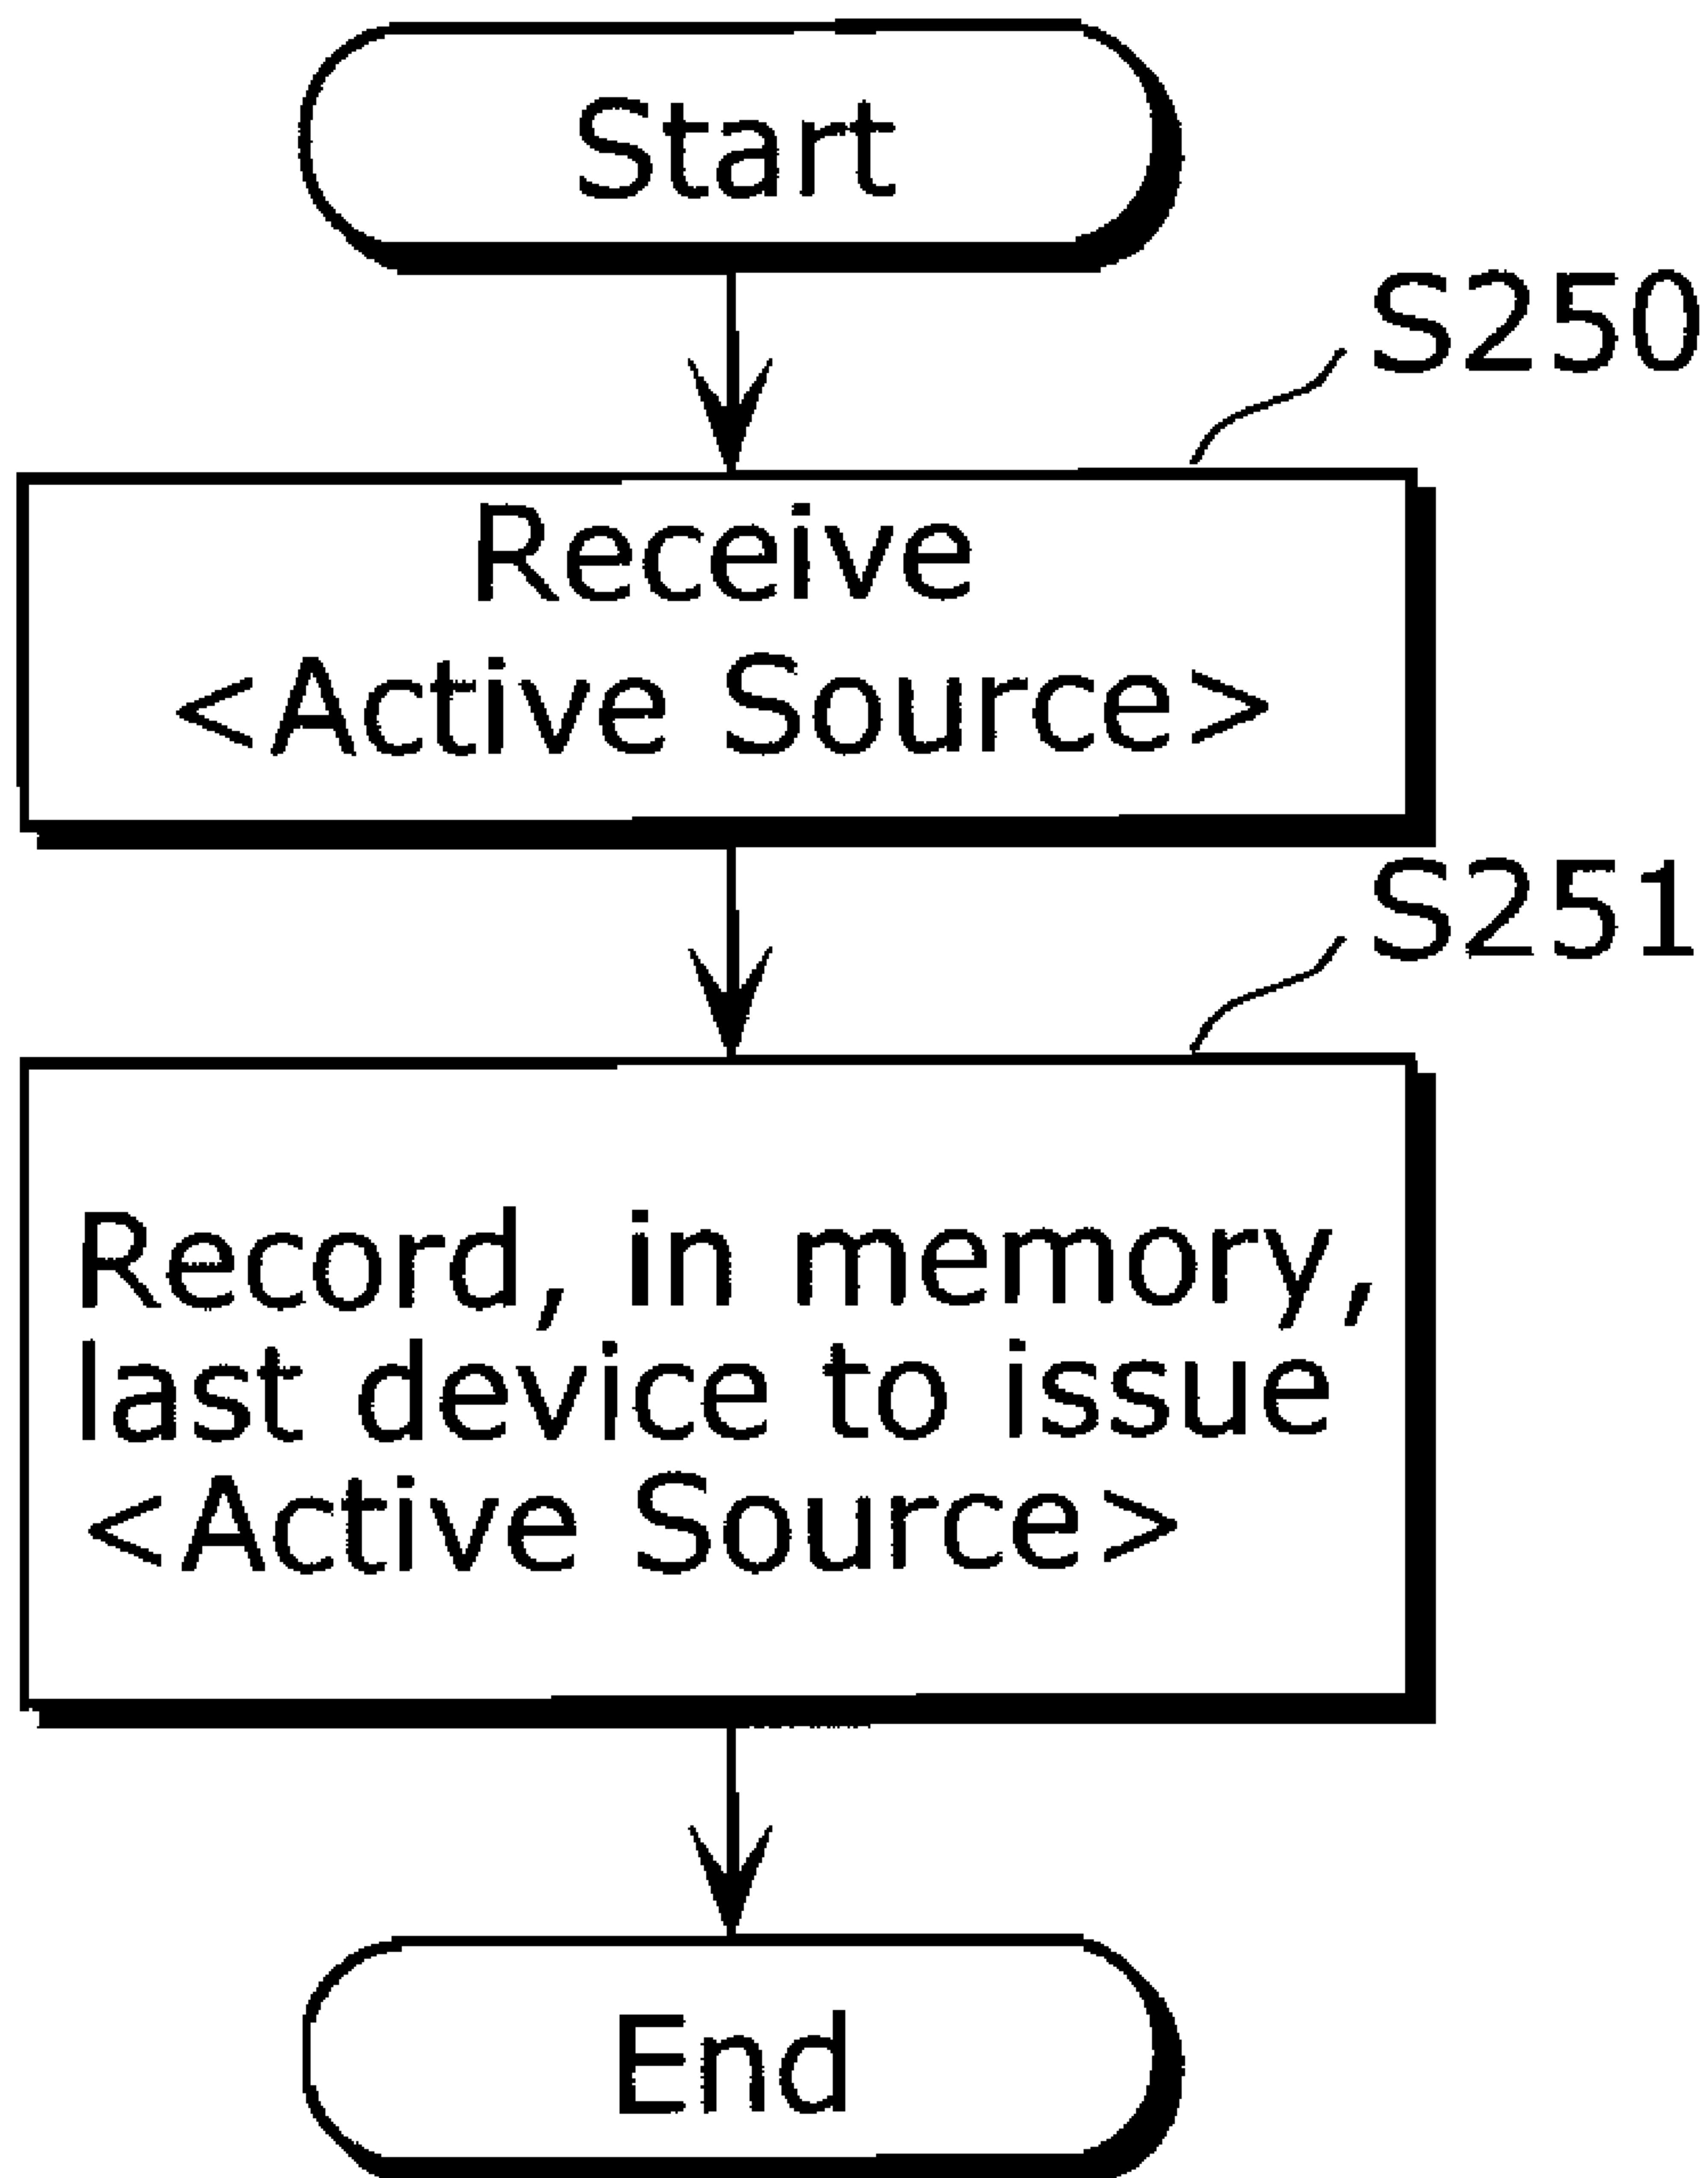 Start
S250
Receive
<Active Source>
S251
Record, in memory,
last device to issue
<Active Source>
End